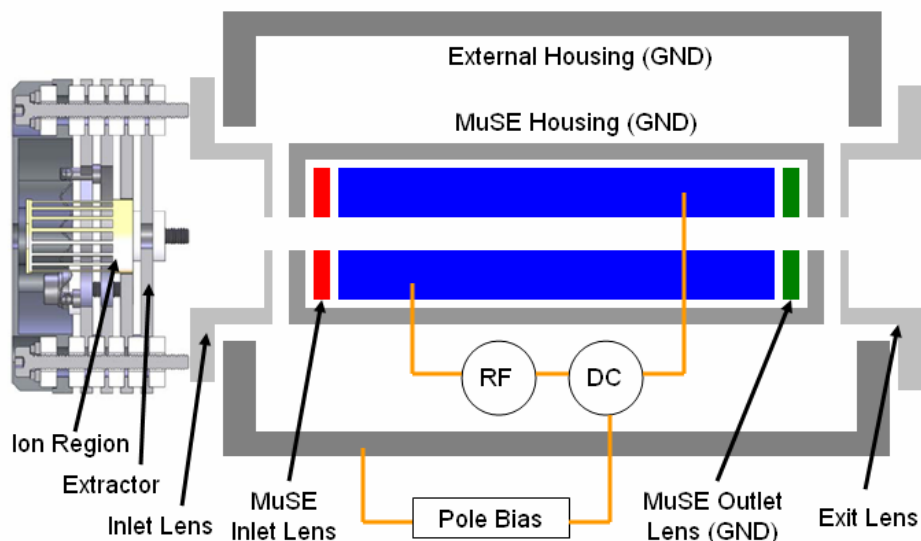 External Housing (GND)
MuSE Housing (GND)
RF
DC
Ion Region
Extractor
Inlet Lens
MuSE
Inlet Lens
Pole Bias
MuSE Outlet
Lens (GND)
Exit Lens